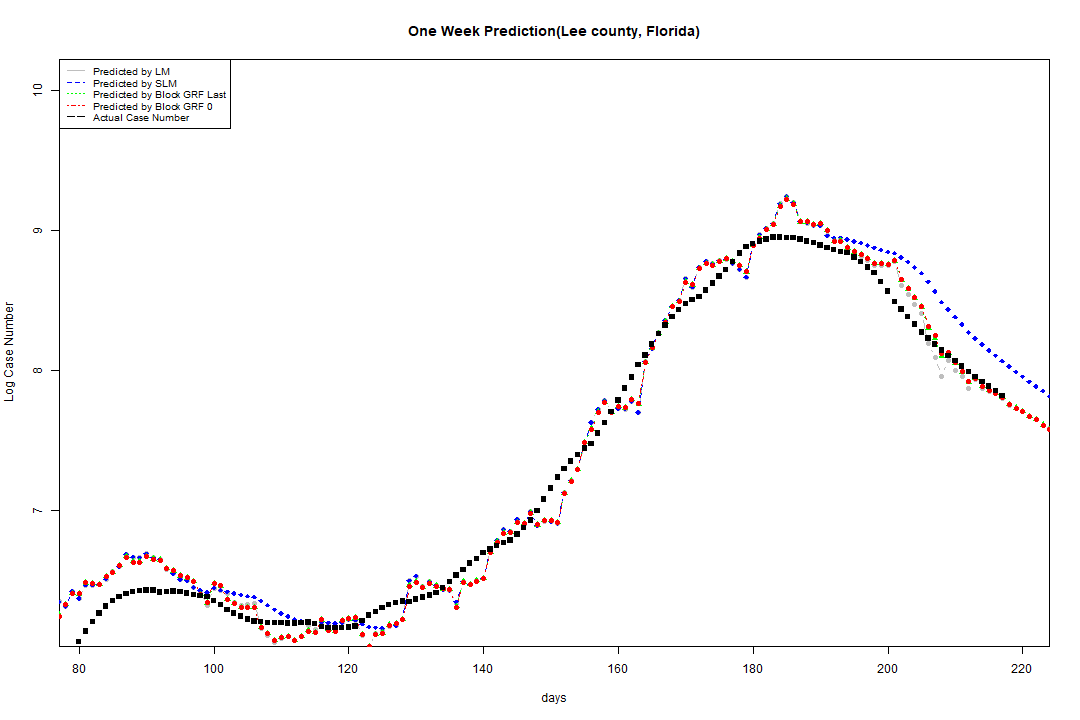 One Week Prediction(Lee county, Florida)
Predicted by LM
Predicted by SLM
Predicted by Block GRF Last
Predicted by Block GRF 0
Actual Case Number
10
9
8
7
Log Case Number
80 100 120 140 160 180 200 220
days